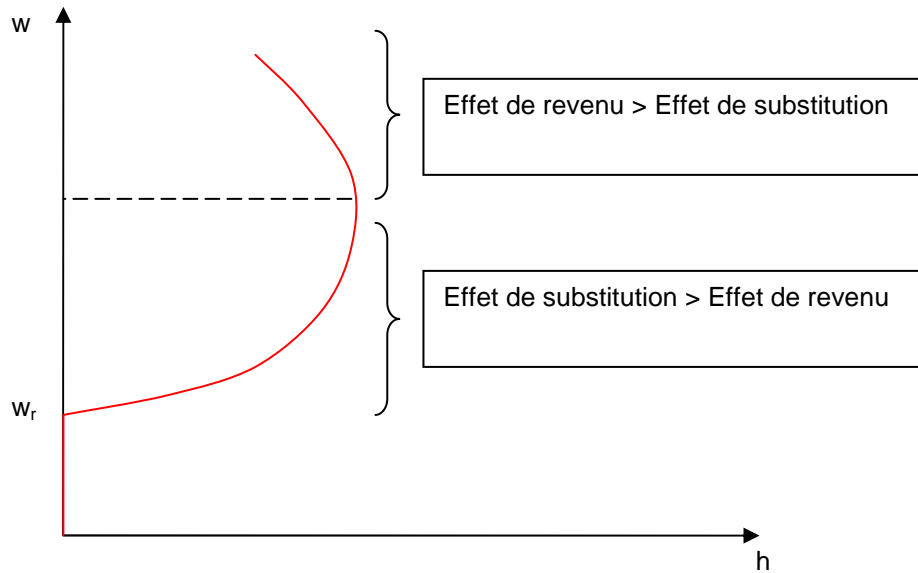 w
Effet de revenu > Effet de substitution
Effet de substitution > Effet de revenu
wr
h